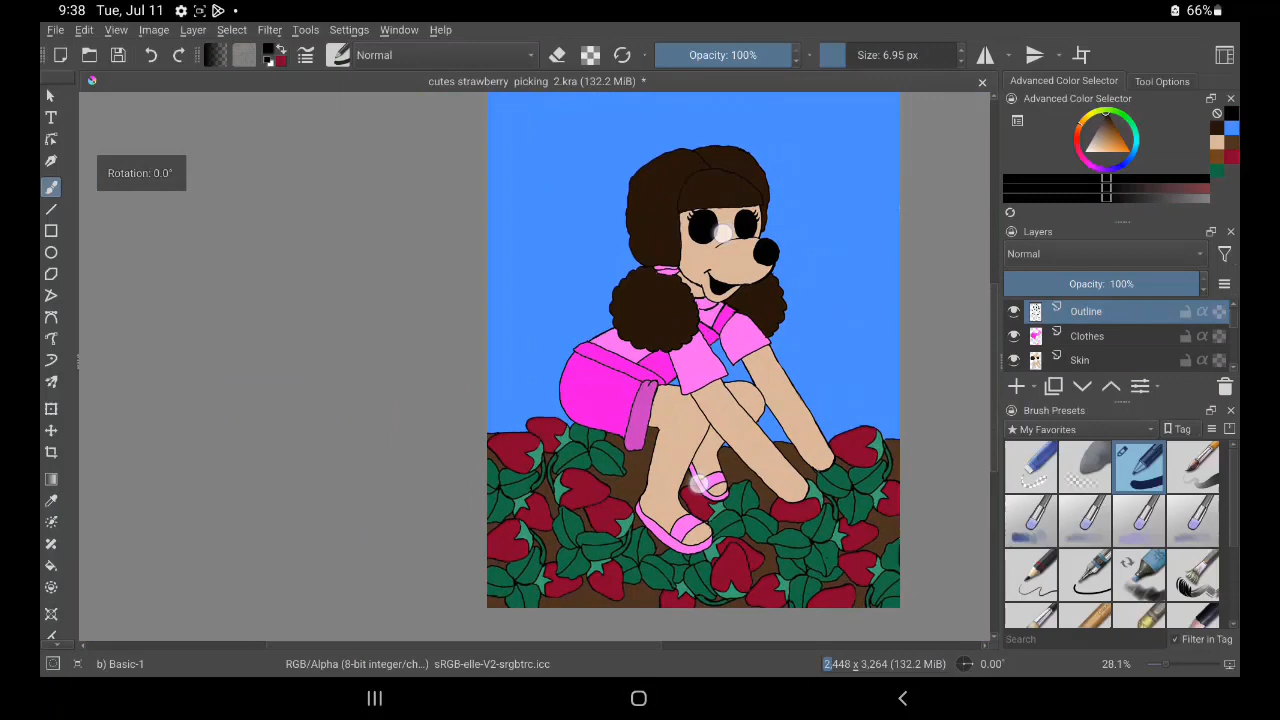 9:38 Tue, Jul 11 66%
File Edit View Image Layer Select Filter Tools Settings Window Help
Normal Opacity: 100% Size: 6.95 px
cutes strawberry picking 2.kra (132.2 MiB) *
Advanced Color Selector Tool Options
Advanced Color Selector
Rotation: 0.0°
Layers
Normal
Opacity: 100%
Outline
Clothes
Skin
Brush Presets
My Favorites Tag
Search Filter in Tag
b) Basic-1 RGB/Alpha (8-bit integer/ch...) sRGB-elle-V2-srgbtrc.icc 2,448 x 3,264 (132.2 MiB) 0.00° 28.1%